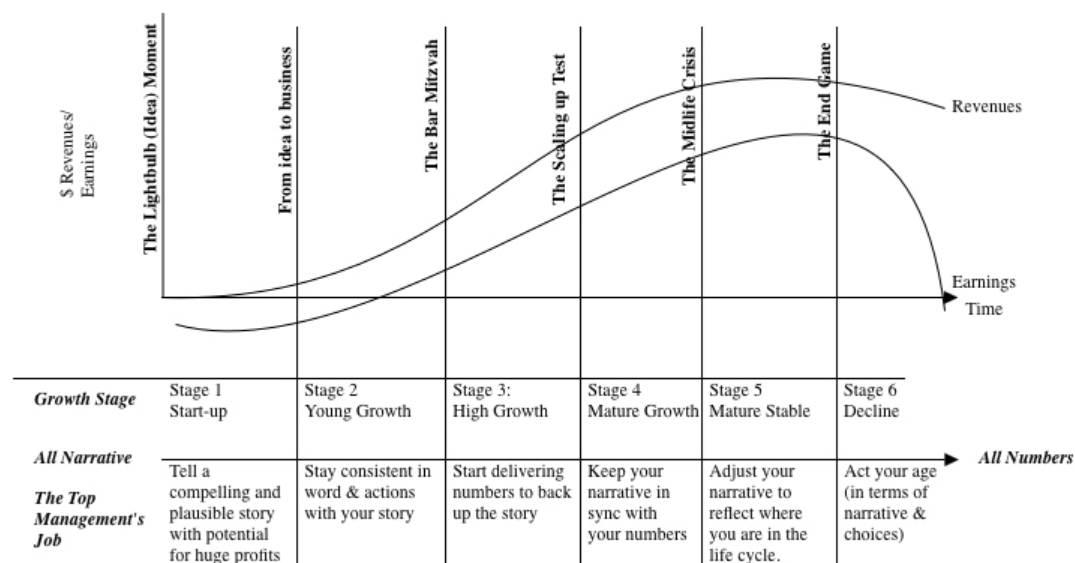 $ Revenues/
Earnings
The Lightbulb (Idea) Moment
From idea to business
The Bar Mitzvah
The Scaling up Test
The Midlife Crisis
The End Game
Revenues
Earnings
Time
Growth Stage
Stage 1
Start-up
Stage 2
Young Growth
Stage 3:
High Growth
Stage 4
Mature Growth
Stage 5
Mature Stable
Stage 6
Decline
All Narrative
All Numbers
The Top
Management's
Job
Tell a
compelling and
plausible story
with potential
for huge profits
Stay consistent in
word & actions
with your story
Start delivering
numbers to back
up the story
Keep your
narrative in
sync with
your numbers
Adjust your
narrative to
reflect where
you are in the
life cycle.
Act your age
(in terms of
narrative &
choices)